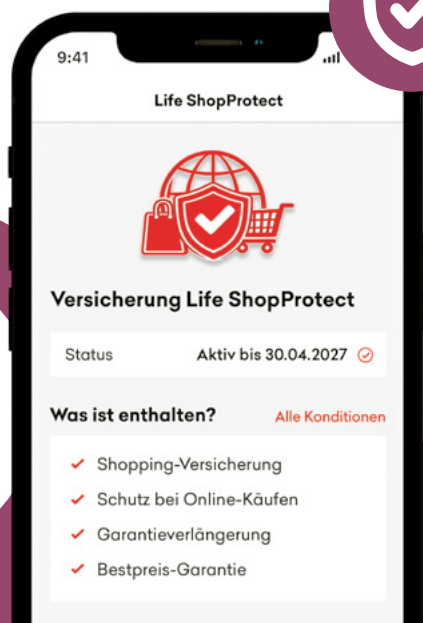 9:41
Life ShopProtect
Versicherung Life ShopProtect
Status Aktiv bis 30.04.2027
Was ist enthalten? Alle Konditionen
Shopping-Versicherung
Schutz bei Online-Käufen
Garantieverlängerung
Bestpreis-Garantie